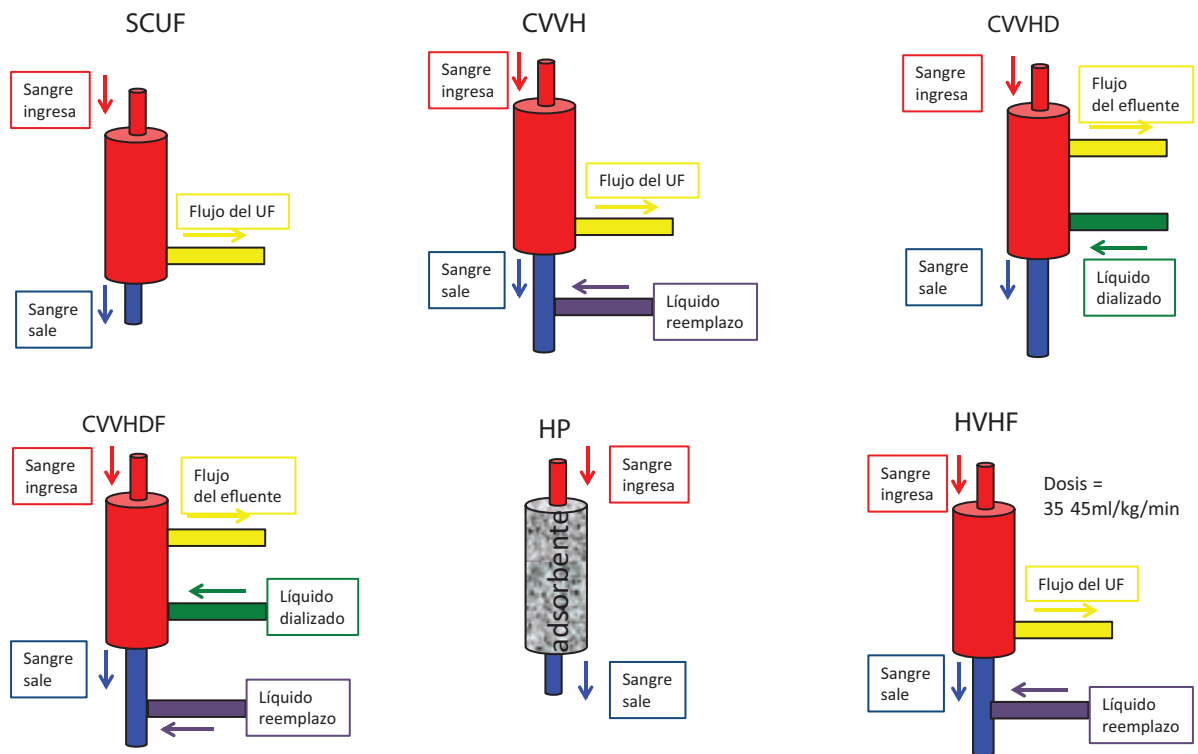 SCUF
Sangre
ingresa
Flujo del UF
Sangre
sale
CVVH
Sangre
ingresa
Flujo del UF
Sangre
sale
Líquido
reemplazo
CVVHD
Sangre
ingresa
Flujo
del efluente
Sangre
sale
Líquido
dializado
CVVHDF
Sangre
ingresa
Flujo
del efluente
Líquido
dializado
Sangre
sale
Líquido
reemplazo
HP
Sangre
ingresa
adsorbente
Sangre
sale
HVHF
Sangre
ingresa
Dosis =
35 45ml/kg/min
Flujo del UF
Sangre
sale
Líquido
reemplazo